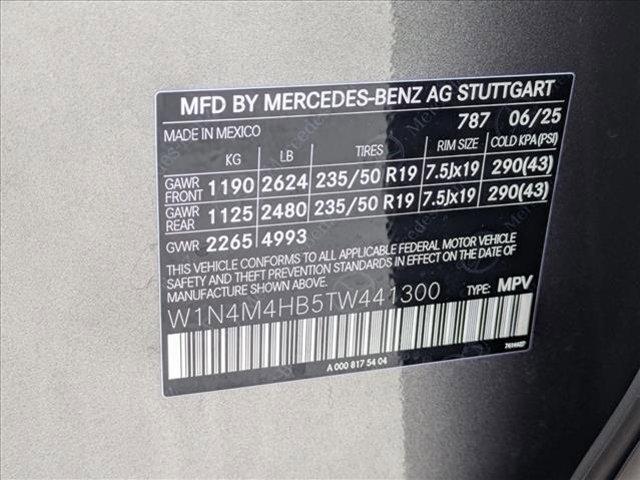 MFD BY MERCEDES-BENZ AG STUTTGART
MADE IN MEXICO 787 06/25
KG LB TIRES RIM SIZE COLD KPA(PSI)
GAWR FRONT 1190 2624 235/50 R19 7.5Jx19 290(43)
GAWR REAR 1125 2480 235/50 R19 7.5Jx19 290(43)
GVWR 2265 4993
THIS VEHICLE CONFORMS TO ALL APPLICABLE FEDERAL MOTOR VEHICLE
SAFETY AND THEFT PREVENTION STANDARDS IN EFFECT ON THE DATE OF
MANUFACTURE SHOWN ABOVE.
W1N4M4HB5TW441300 TYPE: MPV
A 000 817 54 04